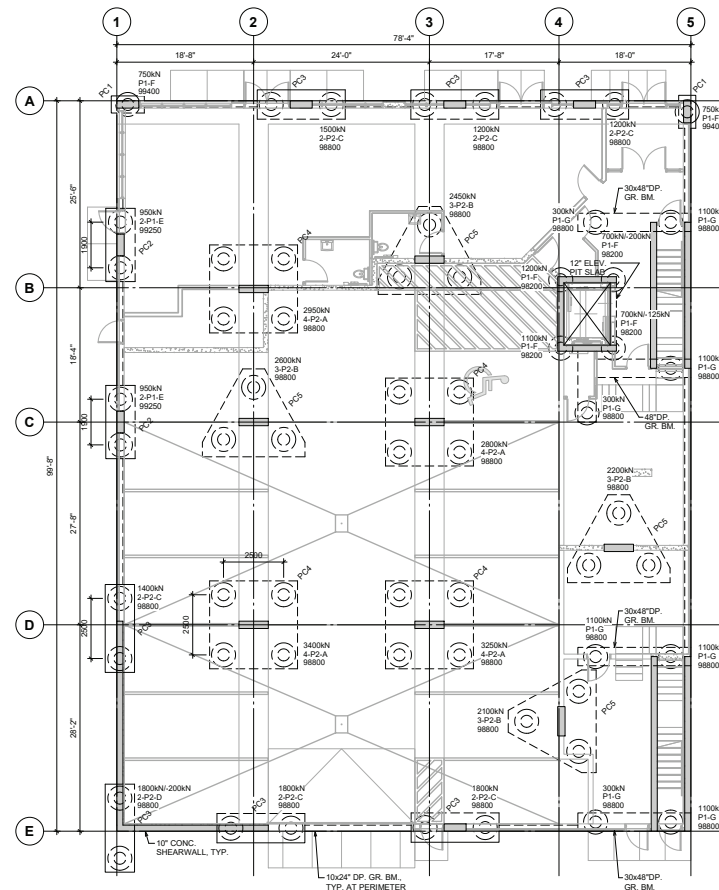 1
2
3
4
5
78'-4"
18'-8"
24'-0"
17'-8"
18'-0"
A
B
C
D
E
99'-8"
25'-6"
18'-4"
27'-8"
28'-2"
PC1
750kN
P1-F
99400
PC3
1500kN
2-P2-C
98800
PC3
1200kN
2-P2-C
98800
PC3
1200kN
2-P2-C
98800
PC1
750kN
P1-F
9940
950kN
2-P1-E
99250
1900
PC2
PC4
2950kN
4-P2-A
98800
2450kN
3-P2-B
98800
PC5
300kN
P1-G
98800
30x48"DP.
GR. BM.
1100k
P1-G
98800
700kN/-200kN
P1-F
98200
12" ELEV.
PIT SLAB
1200kN
P1-F
98200
700kN/-125kN
P1-F
98200
1100kN
P1-F
98200
1100k
P1-G
98800
300kN
P1-G
98800
48"DP.
GR. BM.
950kN
2-P1-E
99250
1900
PC2
2600kN
3-P2-B
98800
PC5
PC4
2800kN
4-P2-A
98800
2200kN
3-P2-B
98800
PC5
1400kN
2-P2-C
98800
2500
PC3
2500
2500
PC4
3400kN
4-P2-A
98800
PC4
3250kN
4-P2-A
98800
1100kN
P1-G
98800
30x48"DP.
GR. BM.
1100k
P1-G
98800
2100kN
3-P2-B
98800
PC5
1800kN/-200kN
2-P2-D
98800
PC3
PC3
1800kN
2-P2-C
98800
PC3
1800kN
2-P2-C
98800
300kN
P1-G
98800
1100k
P1-G
98800
10" CONC.
SHEARWALL, TYP.
10x24" DP. GR. BM.,
TYP. AT PERIMETER
30x48"DP.
GR. BM.